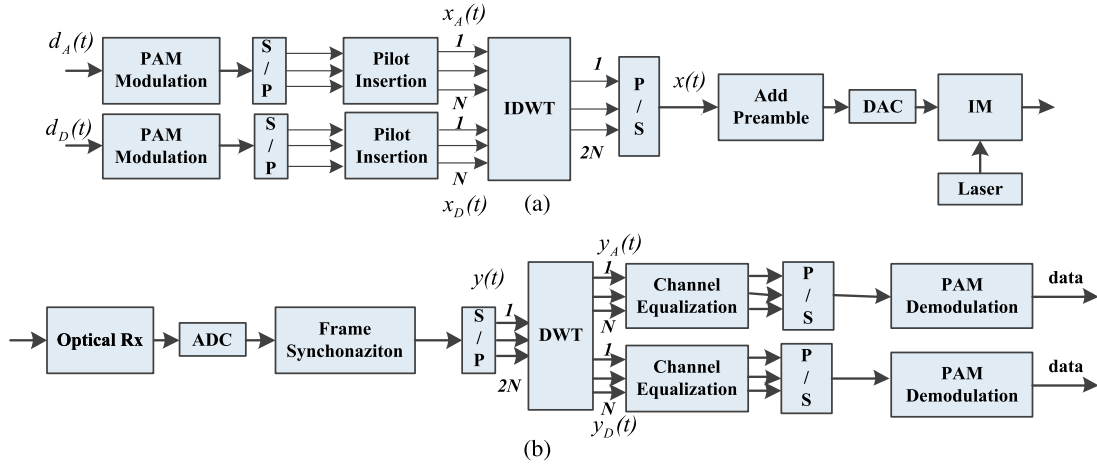 x_A(t)
d_A(t)
PAM
Modulation
S
/
P
Pilot
Insertion
1
N
d_D(t)
PAM
Modulation
S
/
P
Pilot
Insertion
1
N
x_D(t)
IDWT
1
2N
P
/
S
x(t)
Add
Preamble
DAC
IM
Laser
(a)
Optical Rx
ADC
Frame
Synchonaziton
y(t)
S
/
P
1
2N
DWT
y_A(t)
1
N
Channel
Equalization
P
/
S
PAM
Demodulation
data
1
N
y_D(t)
Channel
Equalization
P
/
S
PAM
Demodulation
data
(b)